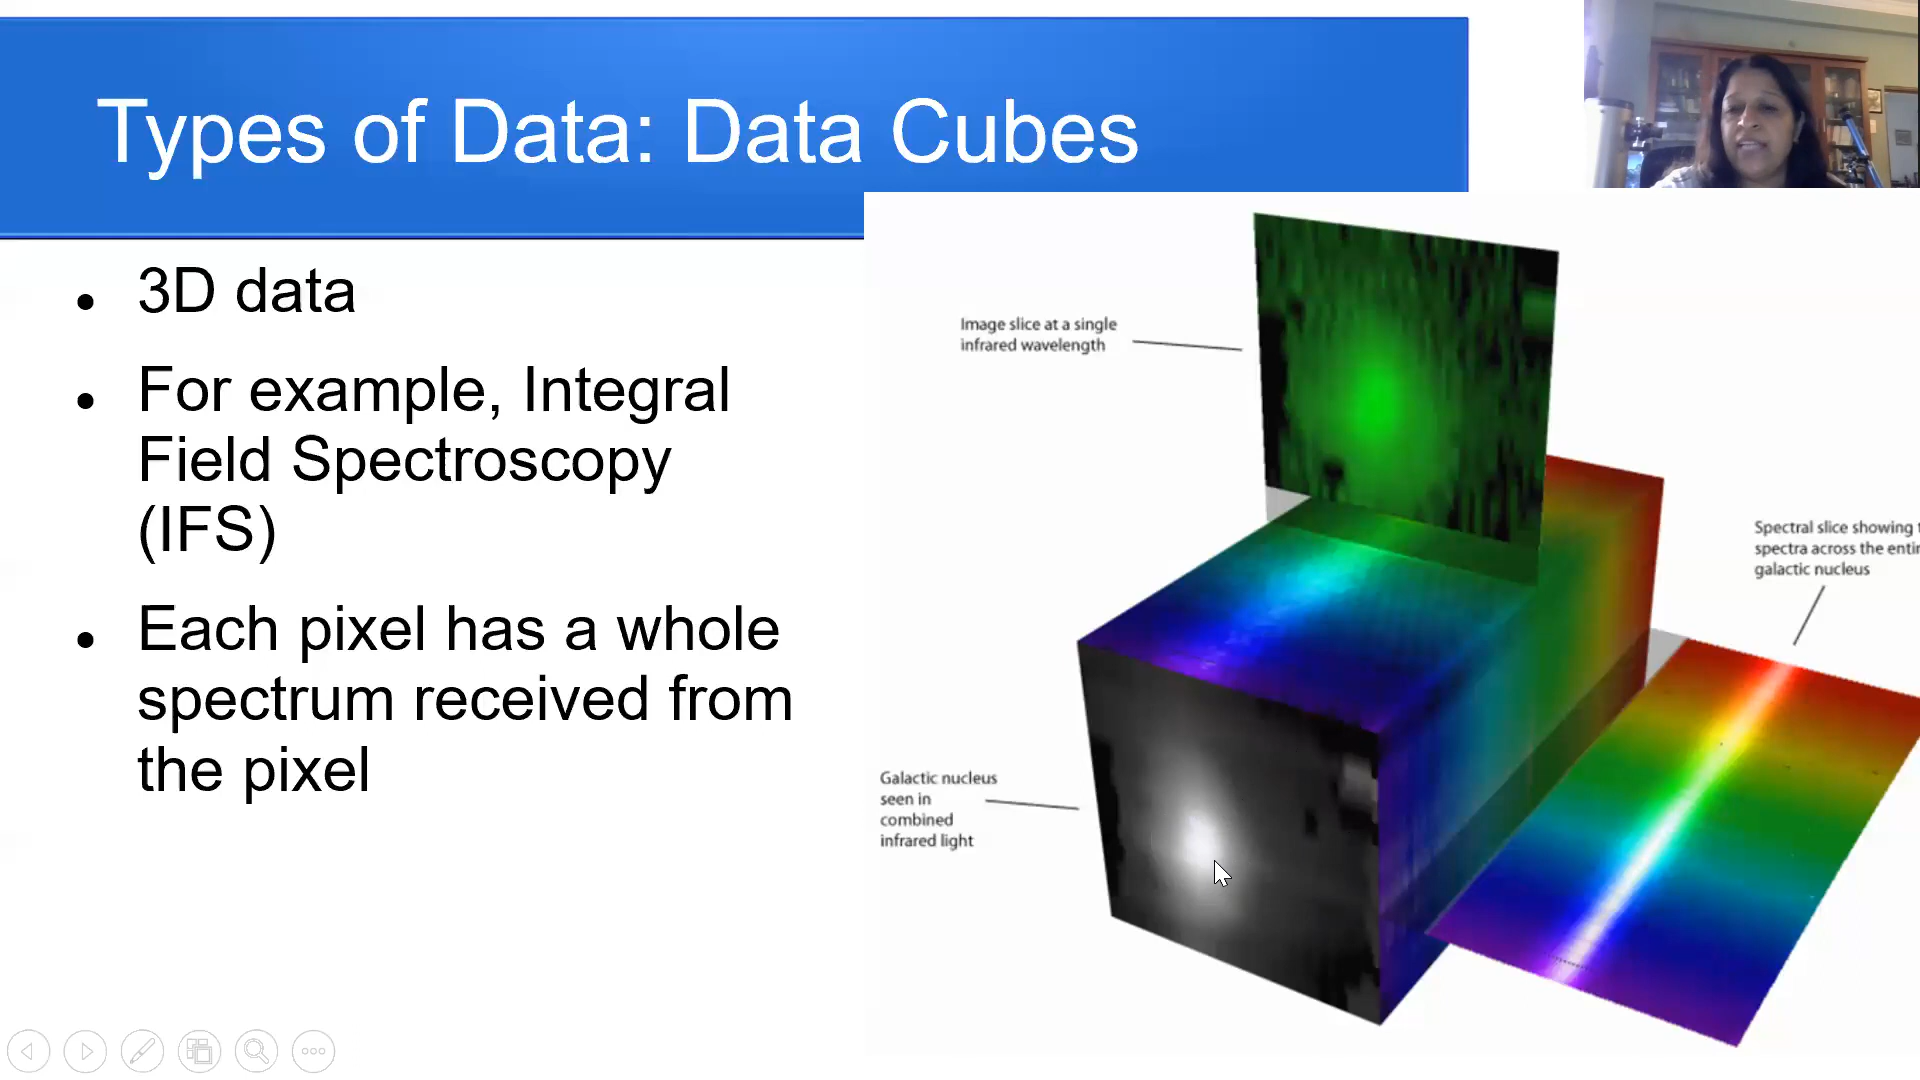 Types of Data: Data Cubes
3D data
For example, Integral
Field Spectroscopy
(IFS)
Each pixel has a whole
spectrum received from
the pixel
Image slice at a single
infrared wavelength
Spectral slice showing
spectra across the
galactic nucleus
Galactic nucleus
seen in
combined
infrared light